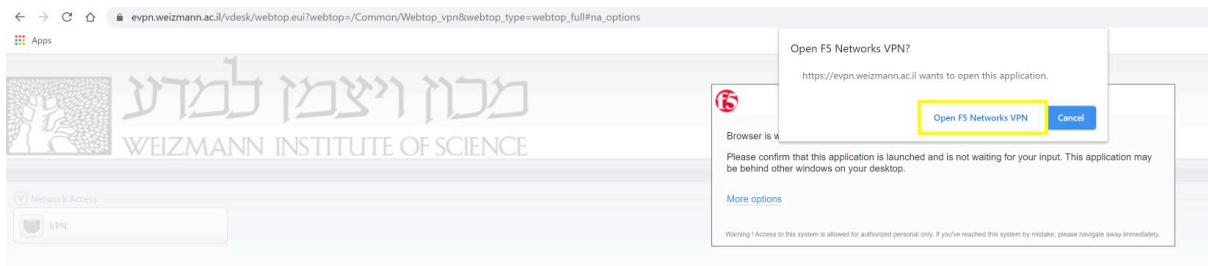 evpn.weizmann.ac.il/vdesk/webtop.eui?webtop=/Common/Webtop_vpn&webtop_type=webtop_full#na_options
Apps
Open F5 Networks VPN?
https://evpn.weizmann.ac.il wants to open this application.
Open F5 Networks VPN
Cancel
מכון ויצמן למדע
WEIZMANN INSTITUTE OF SCIENCE
f5
Browser is w
Please confirm that this application is launched and is not waiting for your input. This application may
be behind other windows on your desktop.
More options
Warning ! Access to this system is allowed for authorized personal only. If you've reached this system by mistake, please navigate away immediately.
Network Access
VPN